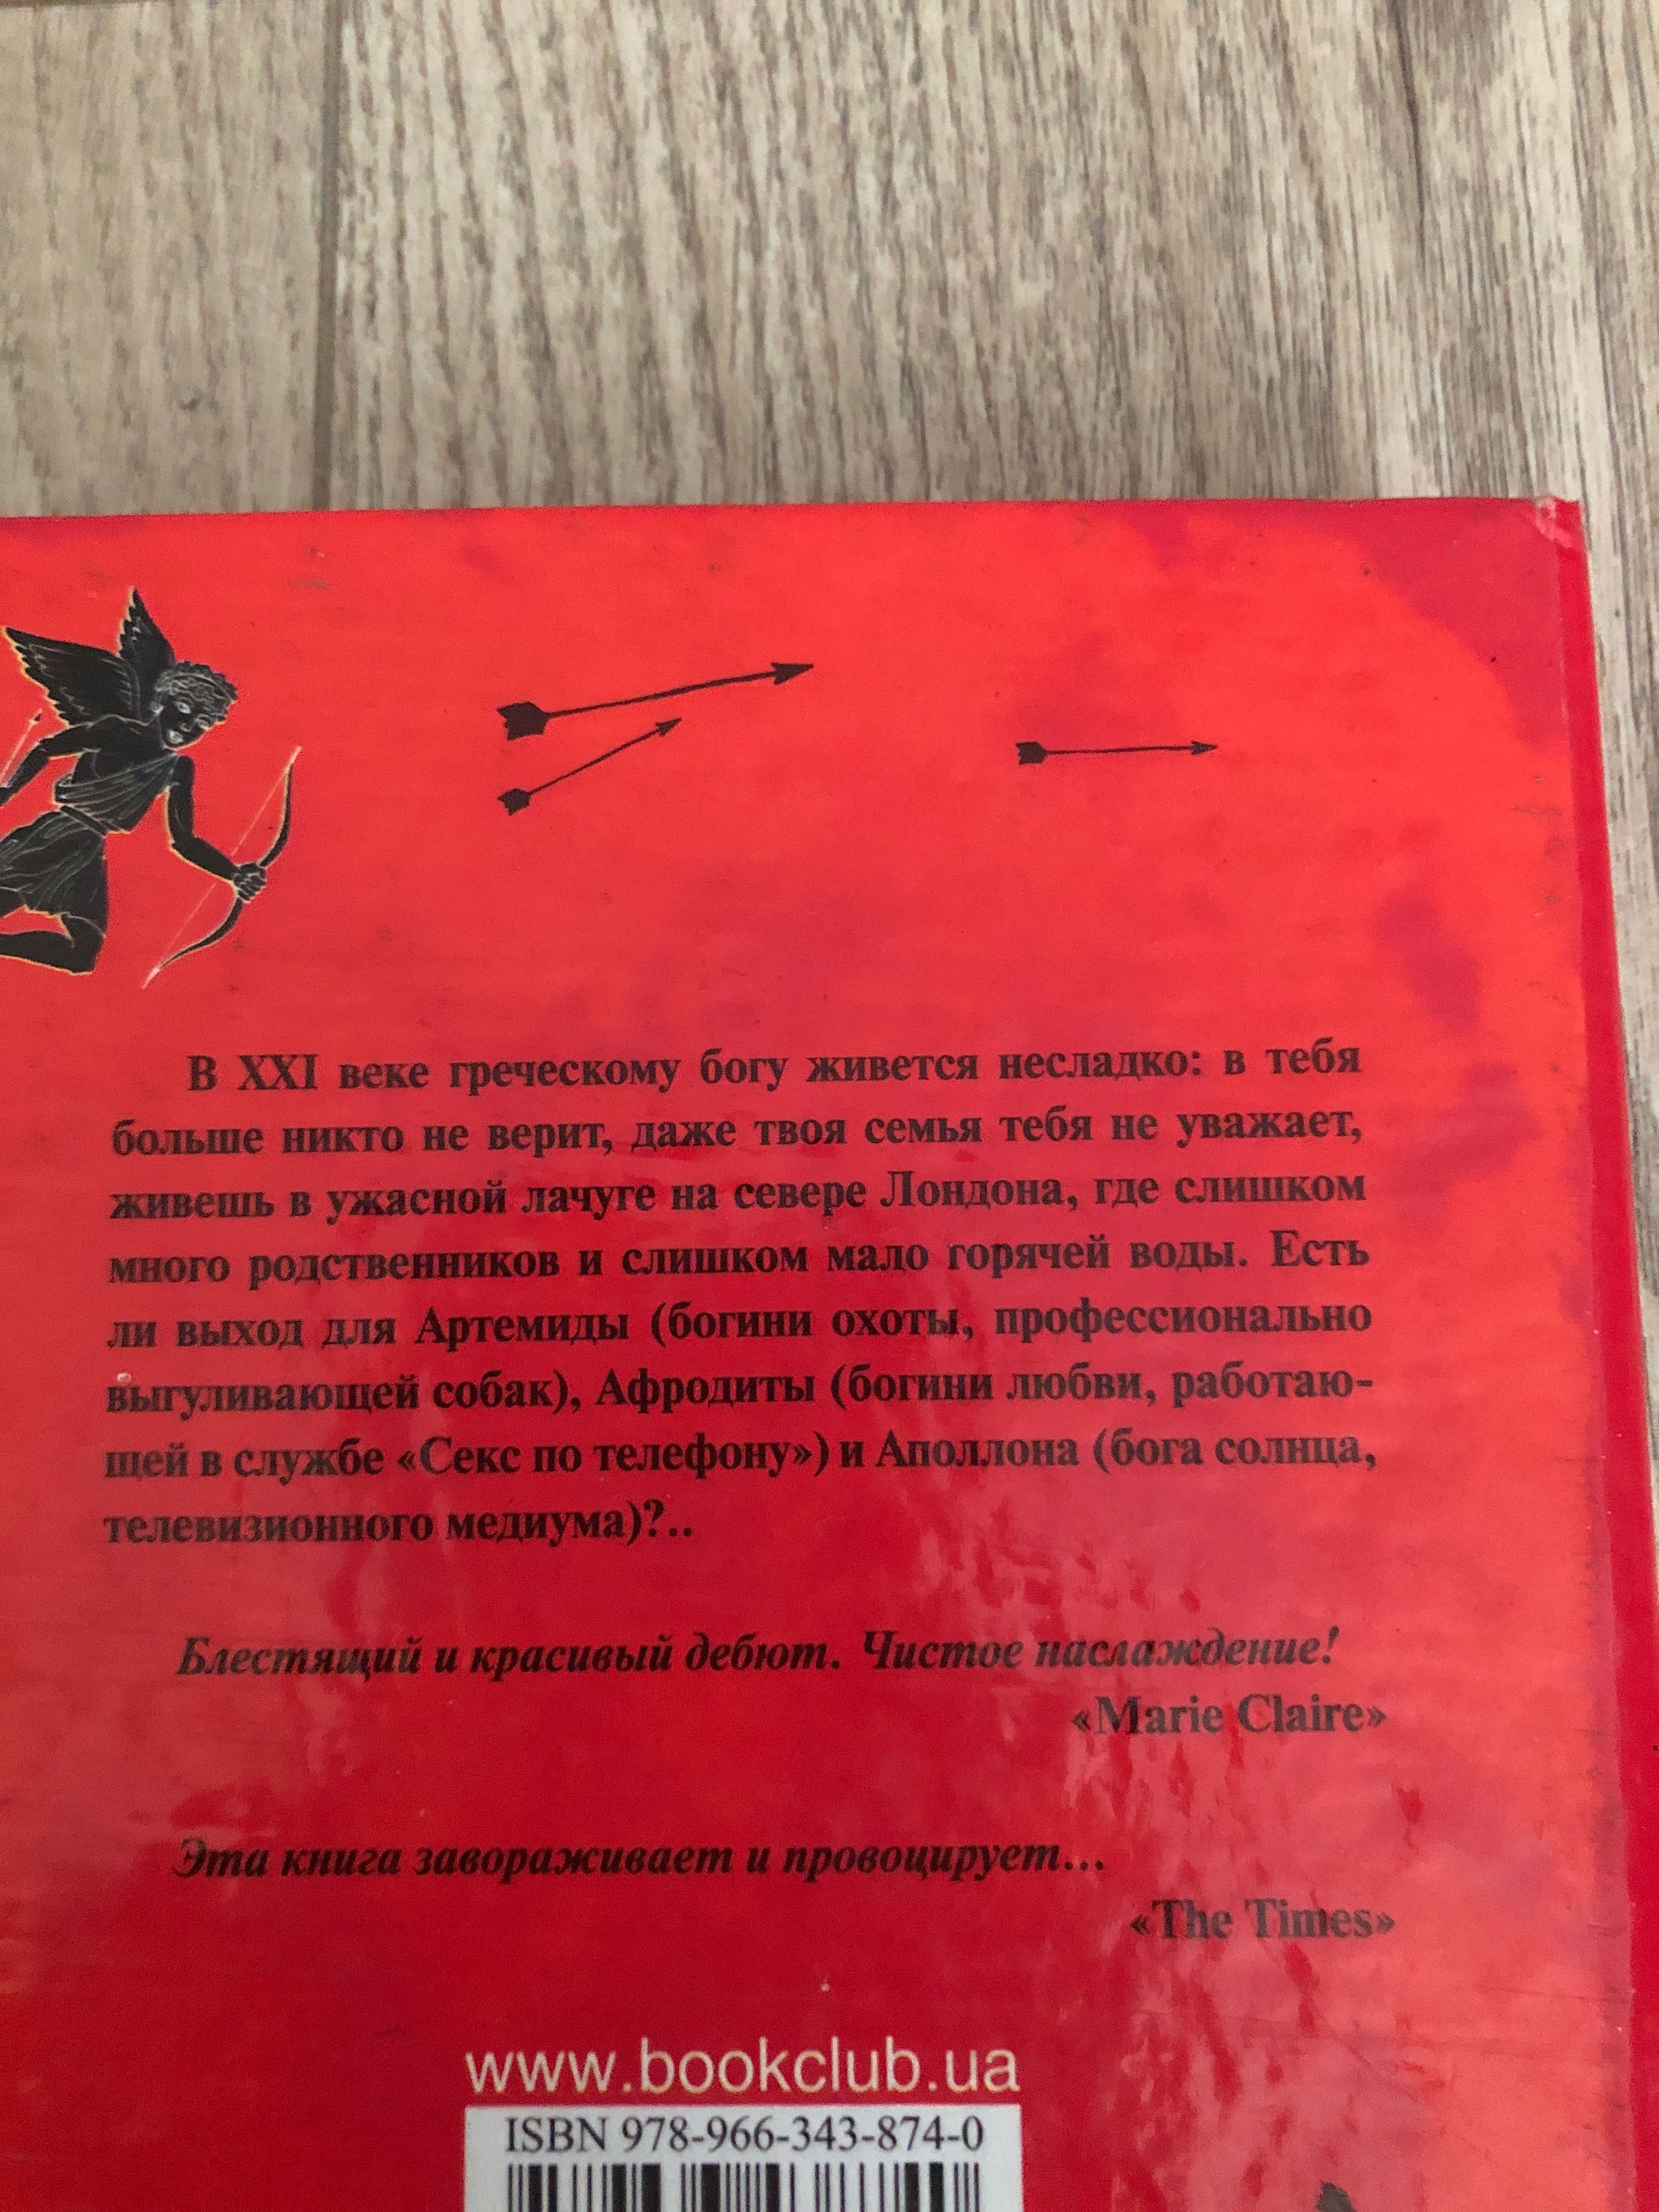 В XXI веке греческому богу живется несладко: в тебя
больше никто не верит, даже твоя семья тебя не уважает,
живешь в ужасной лачуге на севере Лондона, где слишком
много родственников и слишком мало горячей воды. Есть
ли выход для Артемиды (богини охоты, профессионально
выгуливающей собак), Афродиты (богини любви, работаю-
щей в службе «Секс по телефону») и Аполлона (бога солнца,
телевизионного медиума)?..
Блестящий и красивый дебют. Чистое наслаждение!
«Marie Claire»
Эта книга завораживает и провоцирует...
«The Times»
www.bookclub.ua
ISBN 978-966-343-874-0